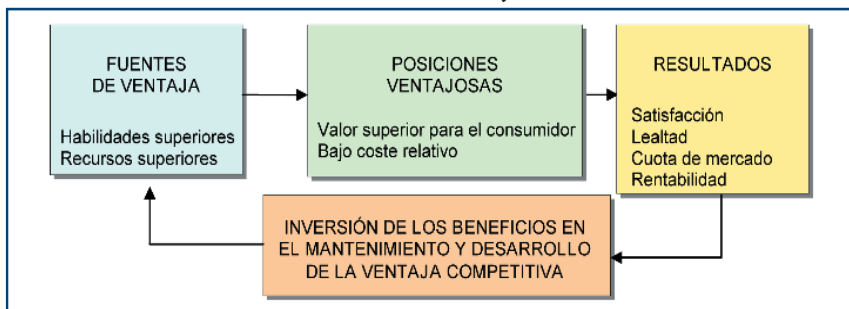 FUENTES
DE VENTAJA
Habilidades superiores
Recursos superiores
POSICIONES
VENTAJOSAS
Valor superior para el consumidor
Bajo coste relativo
RESULTADOS
Satisfacción
Lealtad
Cuota de mercado
Rentabilidad
INVERSIÓN DE LOS BENEFICIOS EN
EL MANTENIMIENTO Y DESARROLLO
DE LA VENTAJA COMPETITIVA